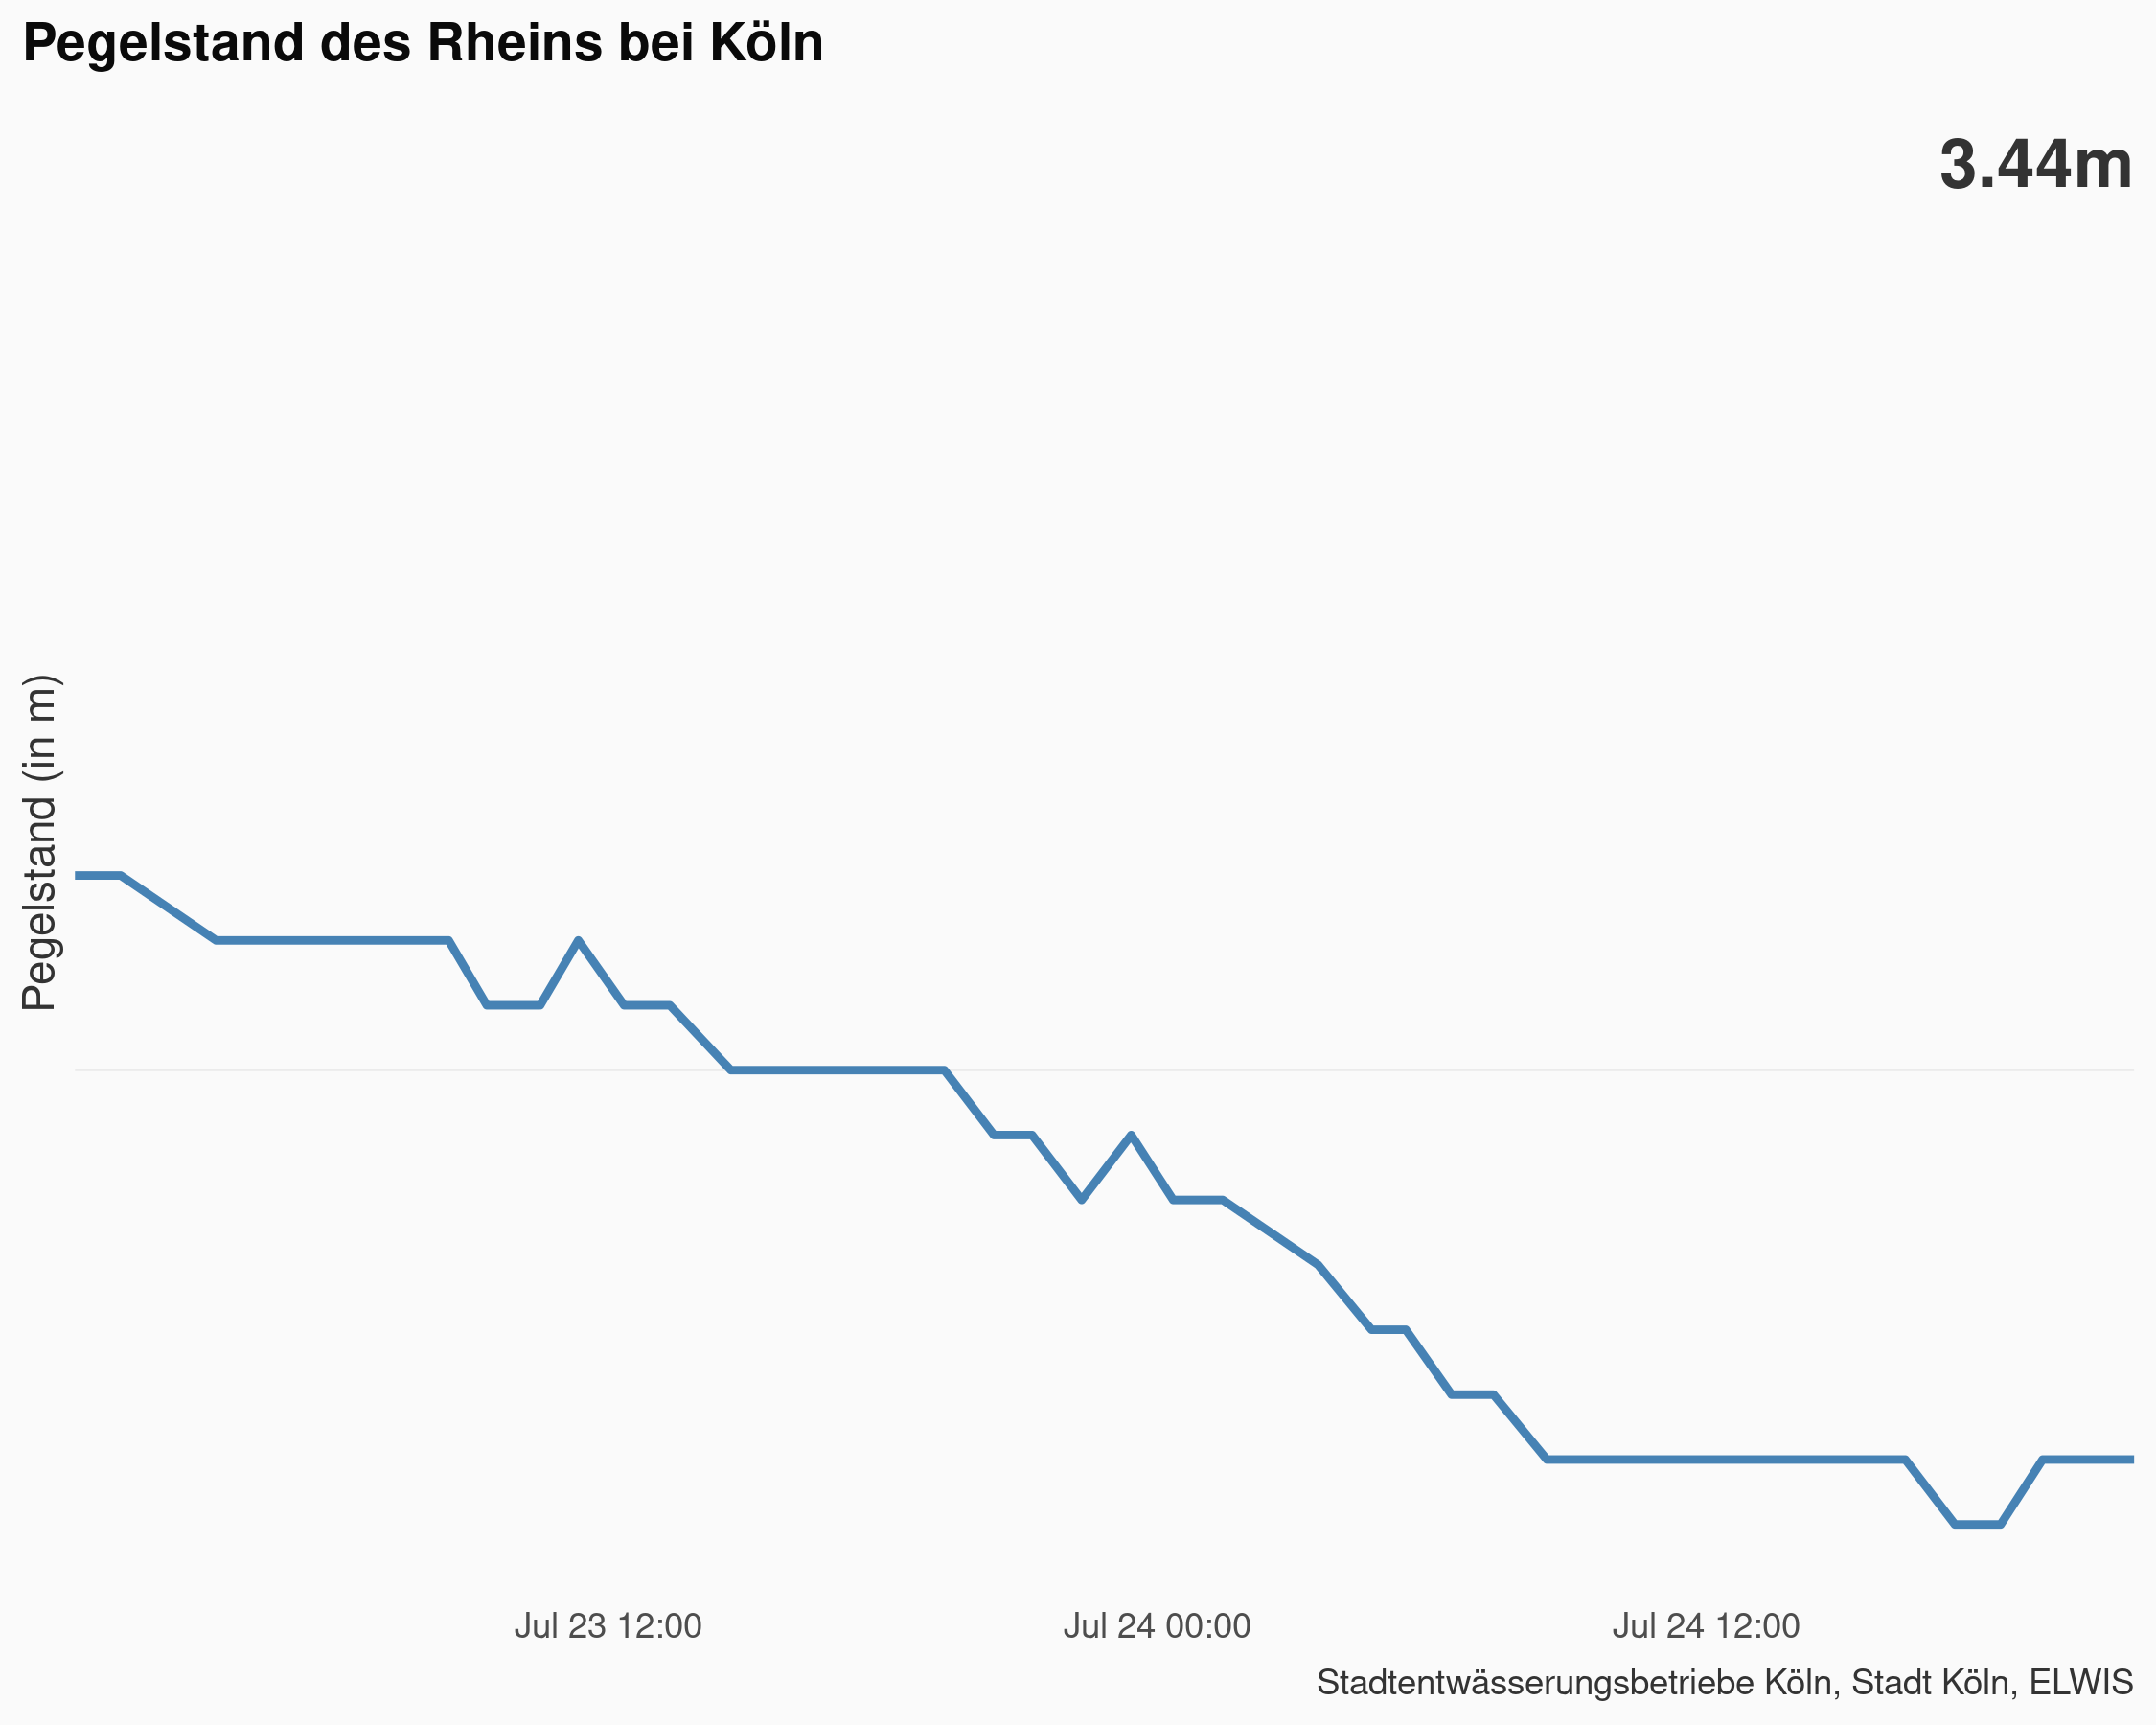 Pegelstand des Rheins bei Köln
3.44m
Pegelstand (in m)
Jul 23 12:00
Jul 24 00:00
Jul 24 12:00
Stadtentwässerungsbetriebe Köln, Stadt Köln, ELWIS